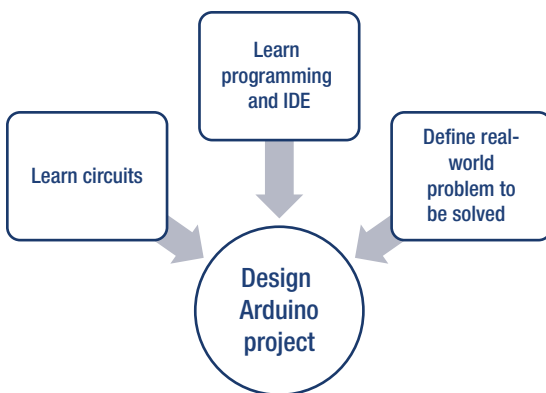 Learn
programming
and IDE
Learn circuits
Define real-
world
problem to
be solved
Design
Arduino
project